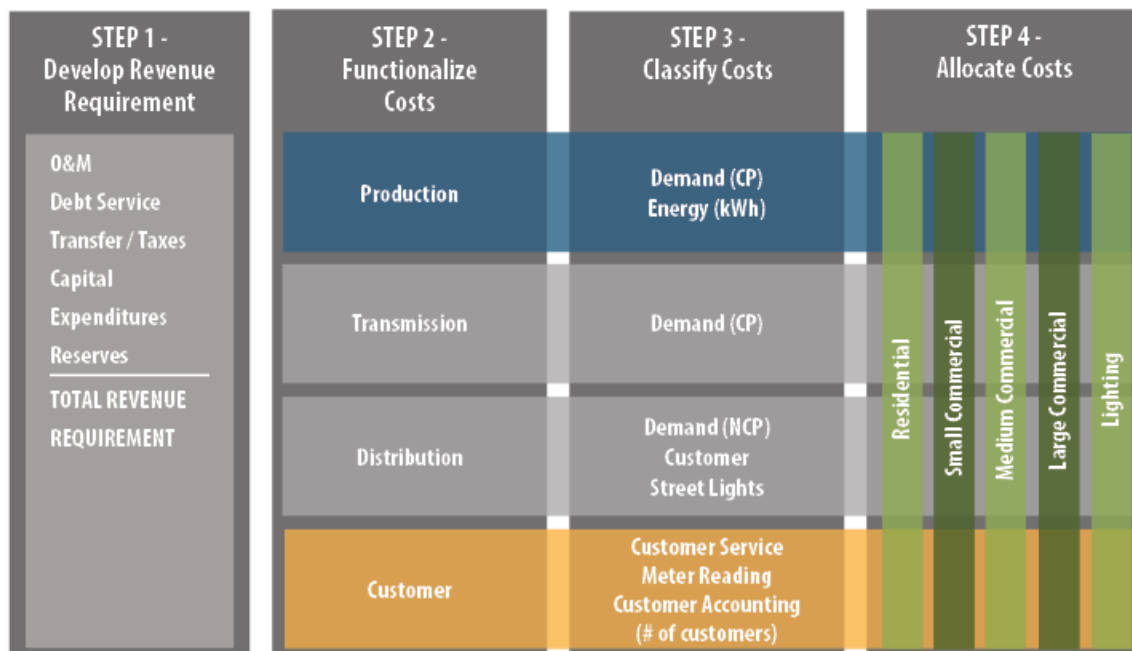 STEP 1 -
Develop Revenue
Requirement
O&M
Debt Service
Transfer / Taxes
Capital
Expenditures
Reserves
TOTAL REVENUE
REQUIREMENT
STEP 2 -
Functionalize
Costs
Production
Transmission
Distribution
Customer
STEP 3 -
Classify Costs
Demand (CP)
Energy (kWh)
Demand (CP)
Demand (NCP)
Customer
Street Lights
Customer Service
Meter Reading
Customer Accounting
(# of customers)
STEP 4 -
Allocate Costs
Residential
Small Commercial
Medium Commercial
Large Commercial
Lighting